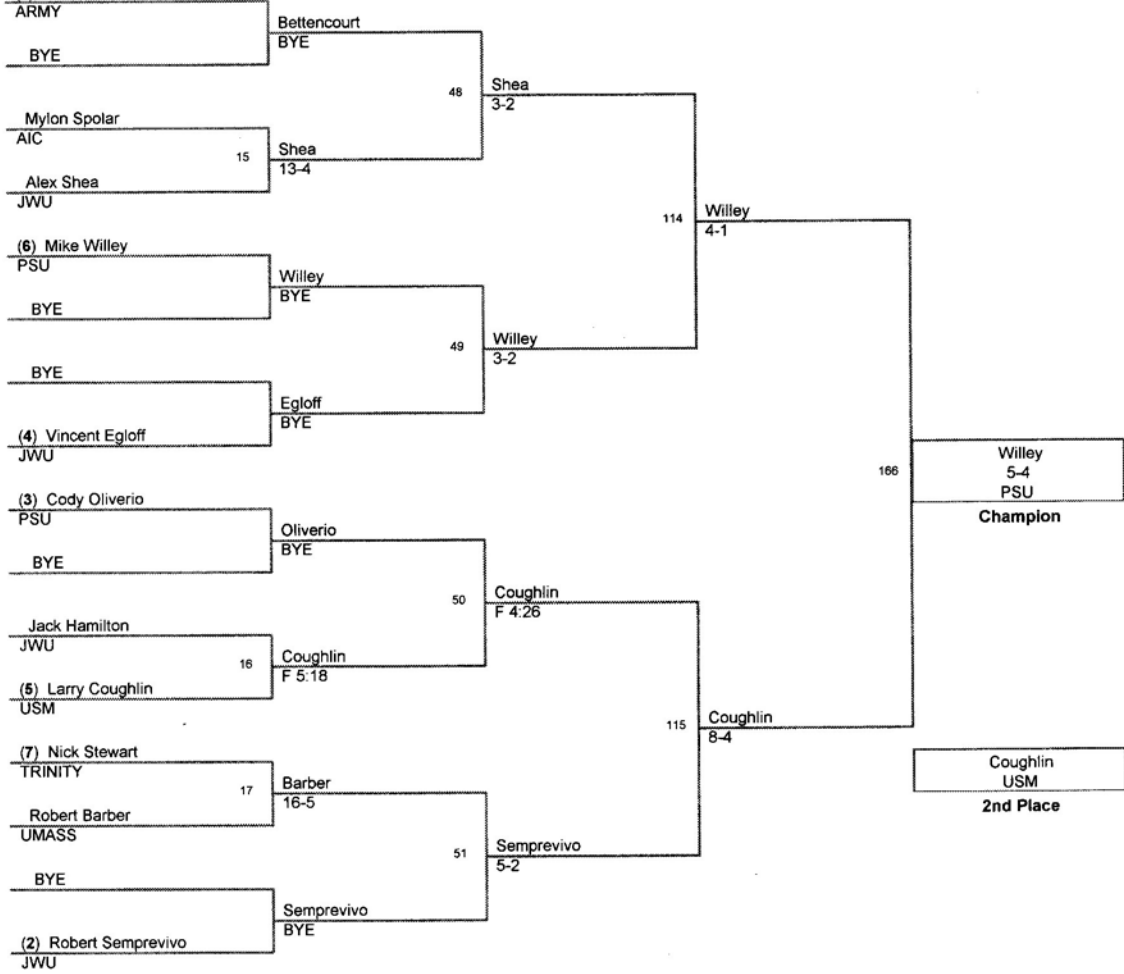 ARMY
BYE
Mylon Spolar
AIC
Alex Shea
JWU
(6) Mike Willey
PSU
BYE
BYE
(4) Vincent Egloff
JWU
(3) Cody Oliverio
PSU
BYE
Jack Hamilton
JWU
(5) Larry Coughlin
USM
(7) Nick Stewart
TRINITY
Robert Barber
UMASS
BYE
(2) Robert Semprevivo
JWU
Bettencourt
BYE
15
Shea
13-4
Willey
BYE
Egloff
BYE
Oliverio
BYE
16
Coughlin
F 5:18
17
Barber
16-5
Semprevivo
BYE
48
Shea
3-2
49
Willey
3-2
50
Coughlin
F 4:26
51
Semprevivo
5-2
114
Willey
4-1
115
Coughlin
8-4
166
Willey
5-4
PSU
Champion
Coughlin
USM
2nd Place